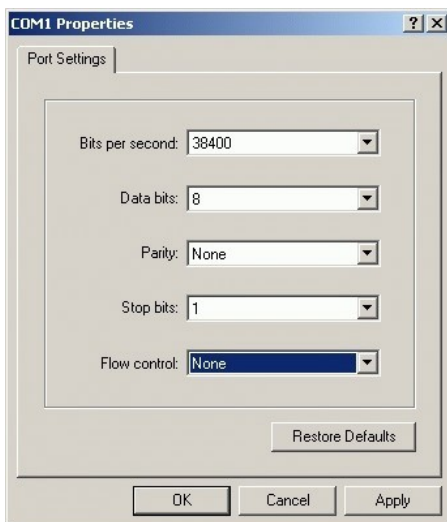 COM1 Properties
Port Settings
Bits per second: 38400
Data bits: 8
Parity: None
Stop bits: 1
Flow control: None
Restore Defaults
OK Cancel Apply